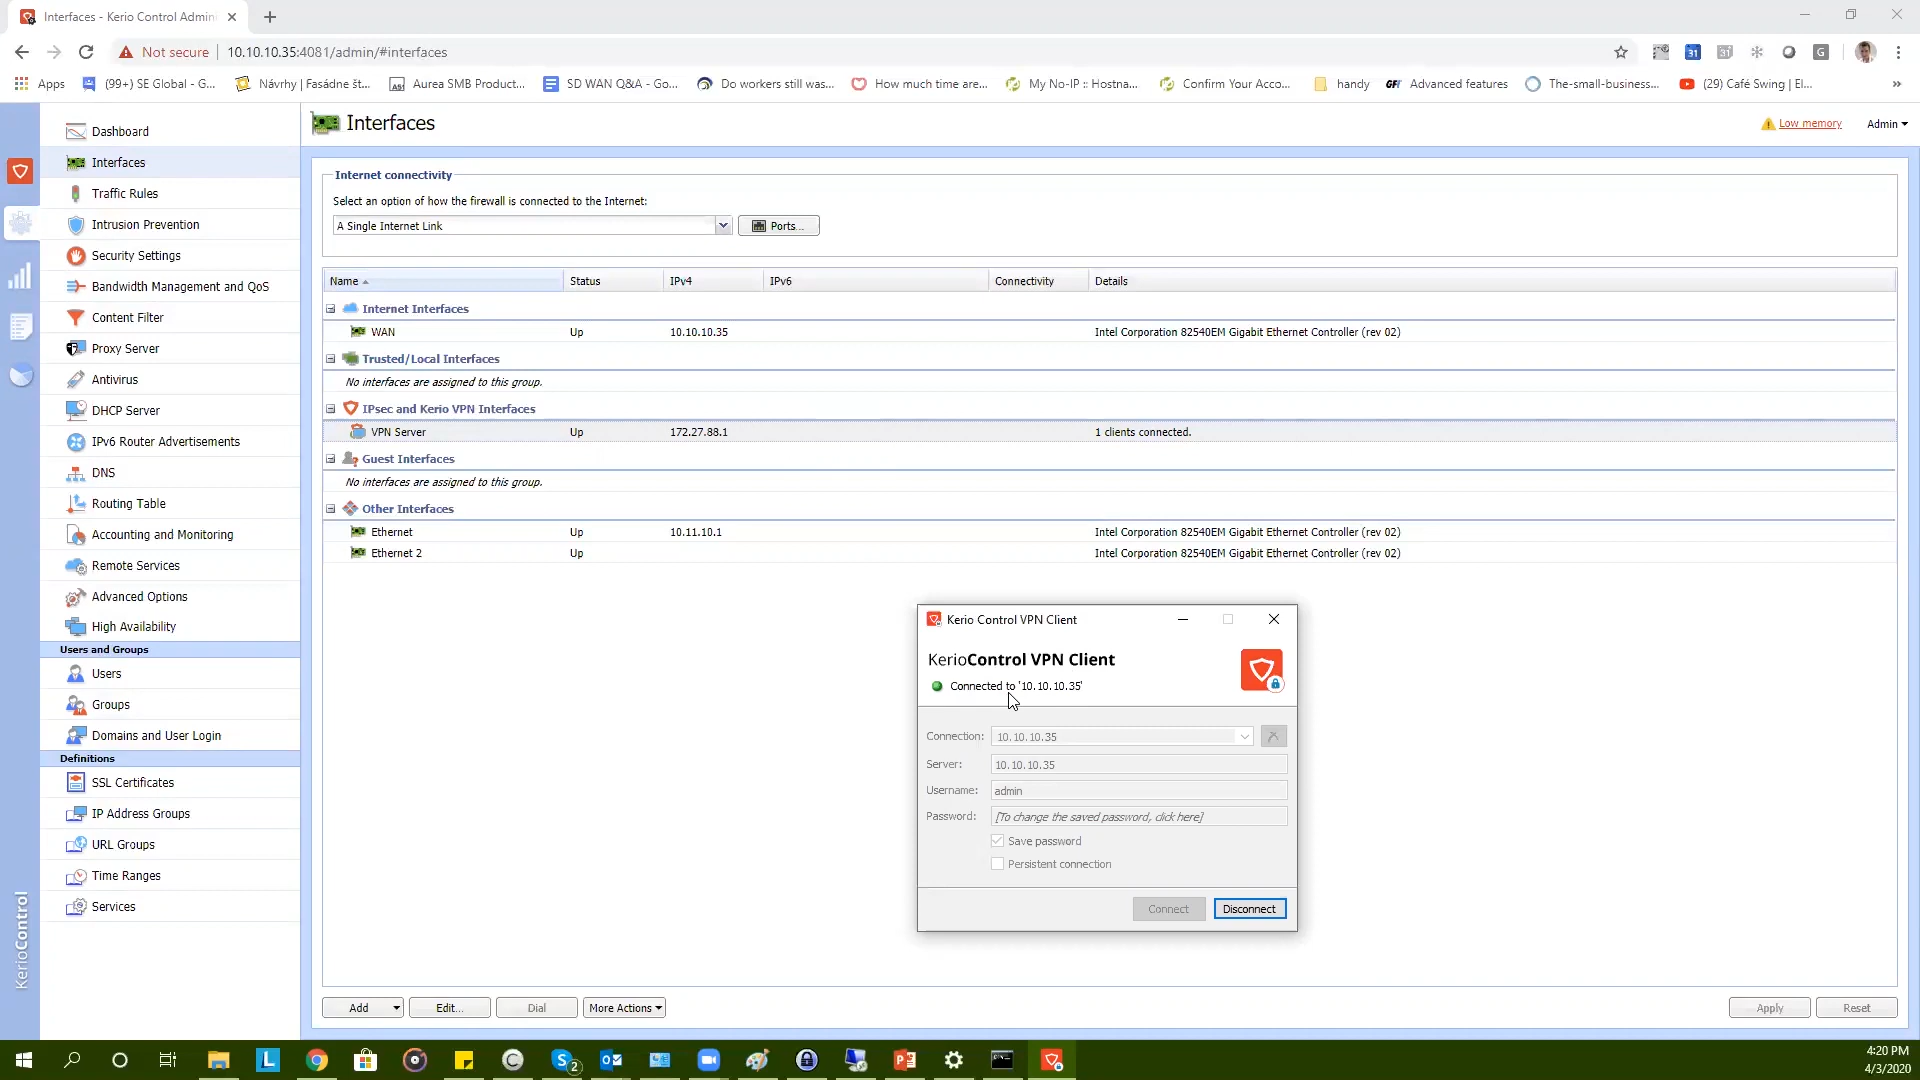 Interfaces - Kerio Control Admin
Not secure
10.10.10.35:4081/admin/#interfaces
Apps
(99+) SE Global - G...
Návrhy | Fasádne št...
Aurea SMB Product...
SD WAN Q&A - Go...
Do workers still was...
How much time are...
My No-IP :: Hostna...
Confirm Your Acco...
handy
GFI
Advanced features
The-small-business...
(29) Café Swing | El...
»
Dashboard
Interfaces
Traffic Rules
Intrusion Prevention
Security Settings
Bandwidth Management and QoS
Content Filter
Proxy Server
Antivirus
DHCP Server
IPv6 Router Advertisements
DNS
Routing Table
Accounting and Monitoring
Remote Services
Advanced Options
High Availability
Users and Groups
Users
Groups
Domains and User Login
Definitions
SSL Certificates
IP Address Groups
URL Groups
Time Ranges
Services
KerioControl
Interfaces
Low memory
Admin
Internet connectivity
Select an option of how the firewall is connected to the Internet:
A Single Internet Link
Ports...
Name Status IPv4 IPv6 Connectivity Details
Internet Interfaces
WAN Up 10.10.10.35 Intel Corporation 82540EM Gigabit Ethernet Controller (rev 02)
Trusted/Local Interfaces
No interfaces are assigned to this group.
IPsec and Kerio VPN Interfaces
VPN Server Up 172.27.88.1 1 clients connected.
Guest Interfaces
No interfaces are assigned to this group.
Other Interfaces
Ethernet Up 10.11.10.1 Intel Corporation 82540EM Gigabit Ethernet Controller (rev 02)
Ethernet 2 Up Intel Corporation 82540EM Gigabit Ethernet Controller (rev 02)
Kerio Control VPN Client
KerioControl VPN Client
Connected to '10.10.10.35'
Connection: 10.10.10.35
Server: 10.10.10.35
Username: admin
Password: [To change the saved password, click here]
Save password
Persistent connection
Connect
Disconnect
Add
Edit...
Dial
More Actions
Apply
Reset
4:20 PM
4/3/2020